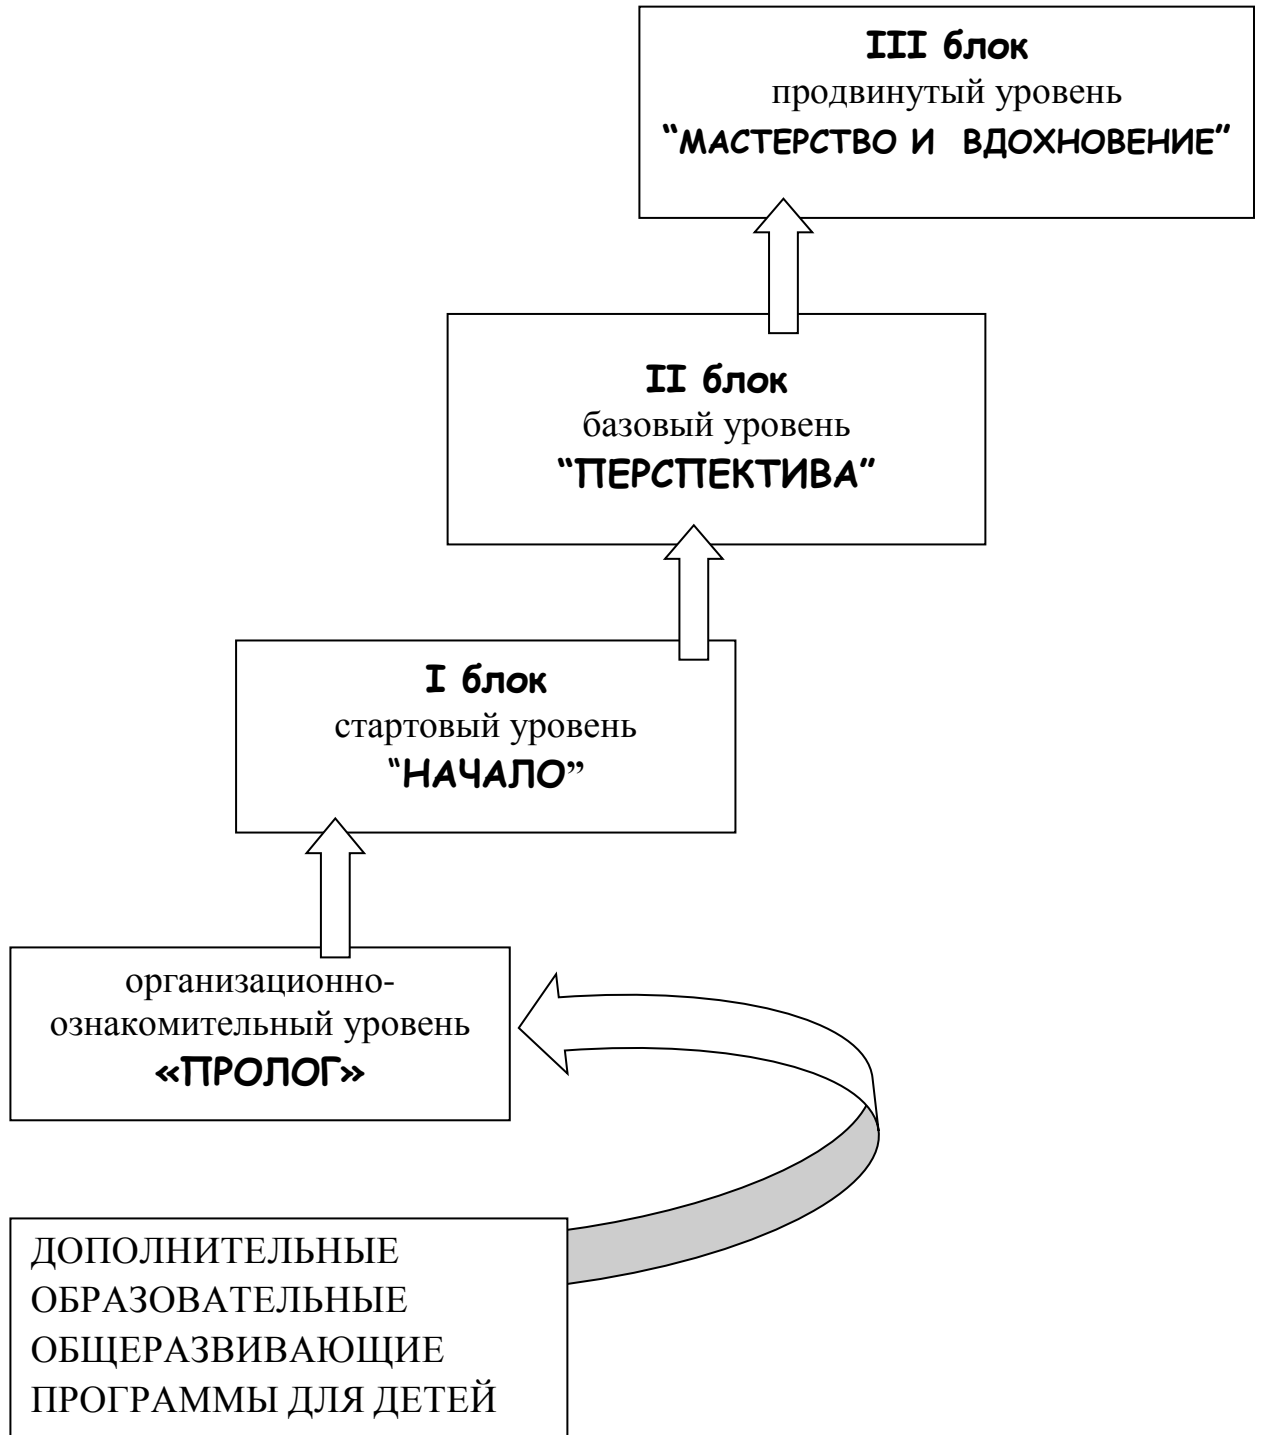 III блок
продвинутый уровень
“МАСТЕРСТВО И ВДОХНОВЕНИЕ”
II блок
базовый уровень
“ПЕРСПЕКТИВА”
I блок
стартовый уровень
“НАЧАЛО”
организационно-
ознакомительный уровень
«ПРОЛОГ»
ДОПОЛНИТЕЛЬНЫЕ
ОБРАЗОВАТЕЛЬНЫЕ
ОБЩЕРАЗВИВАЮЩИЕ
ПРОГРАММЫ ДЛЯ ДЕТЕЙ